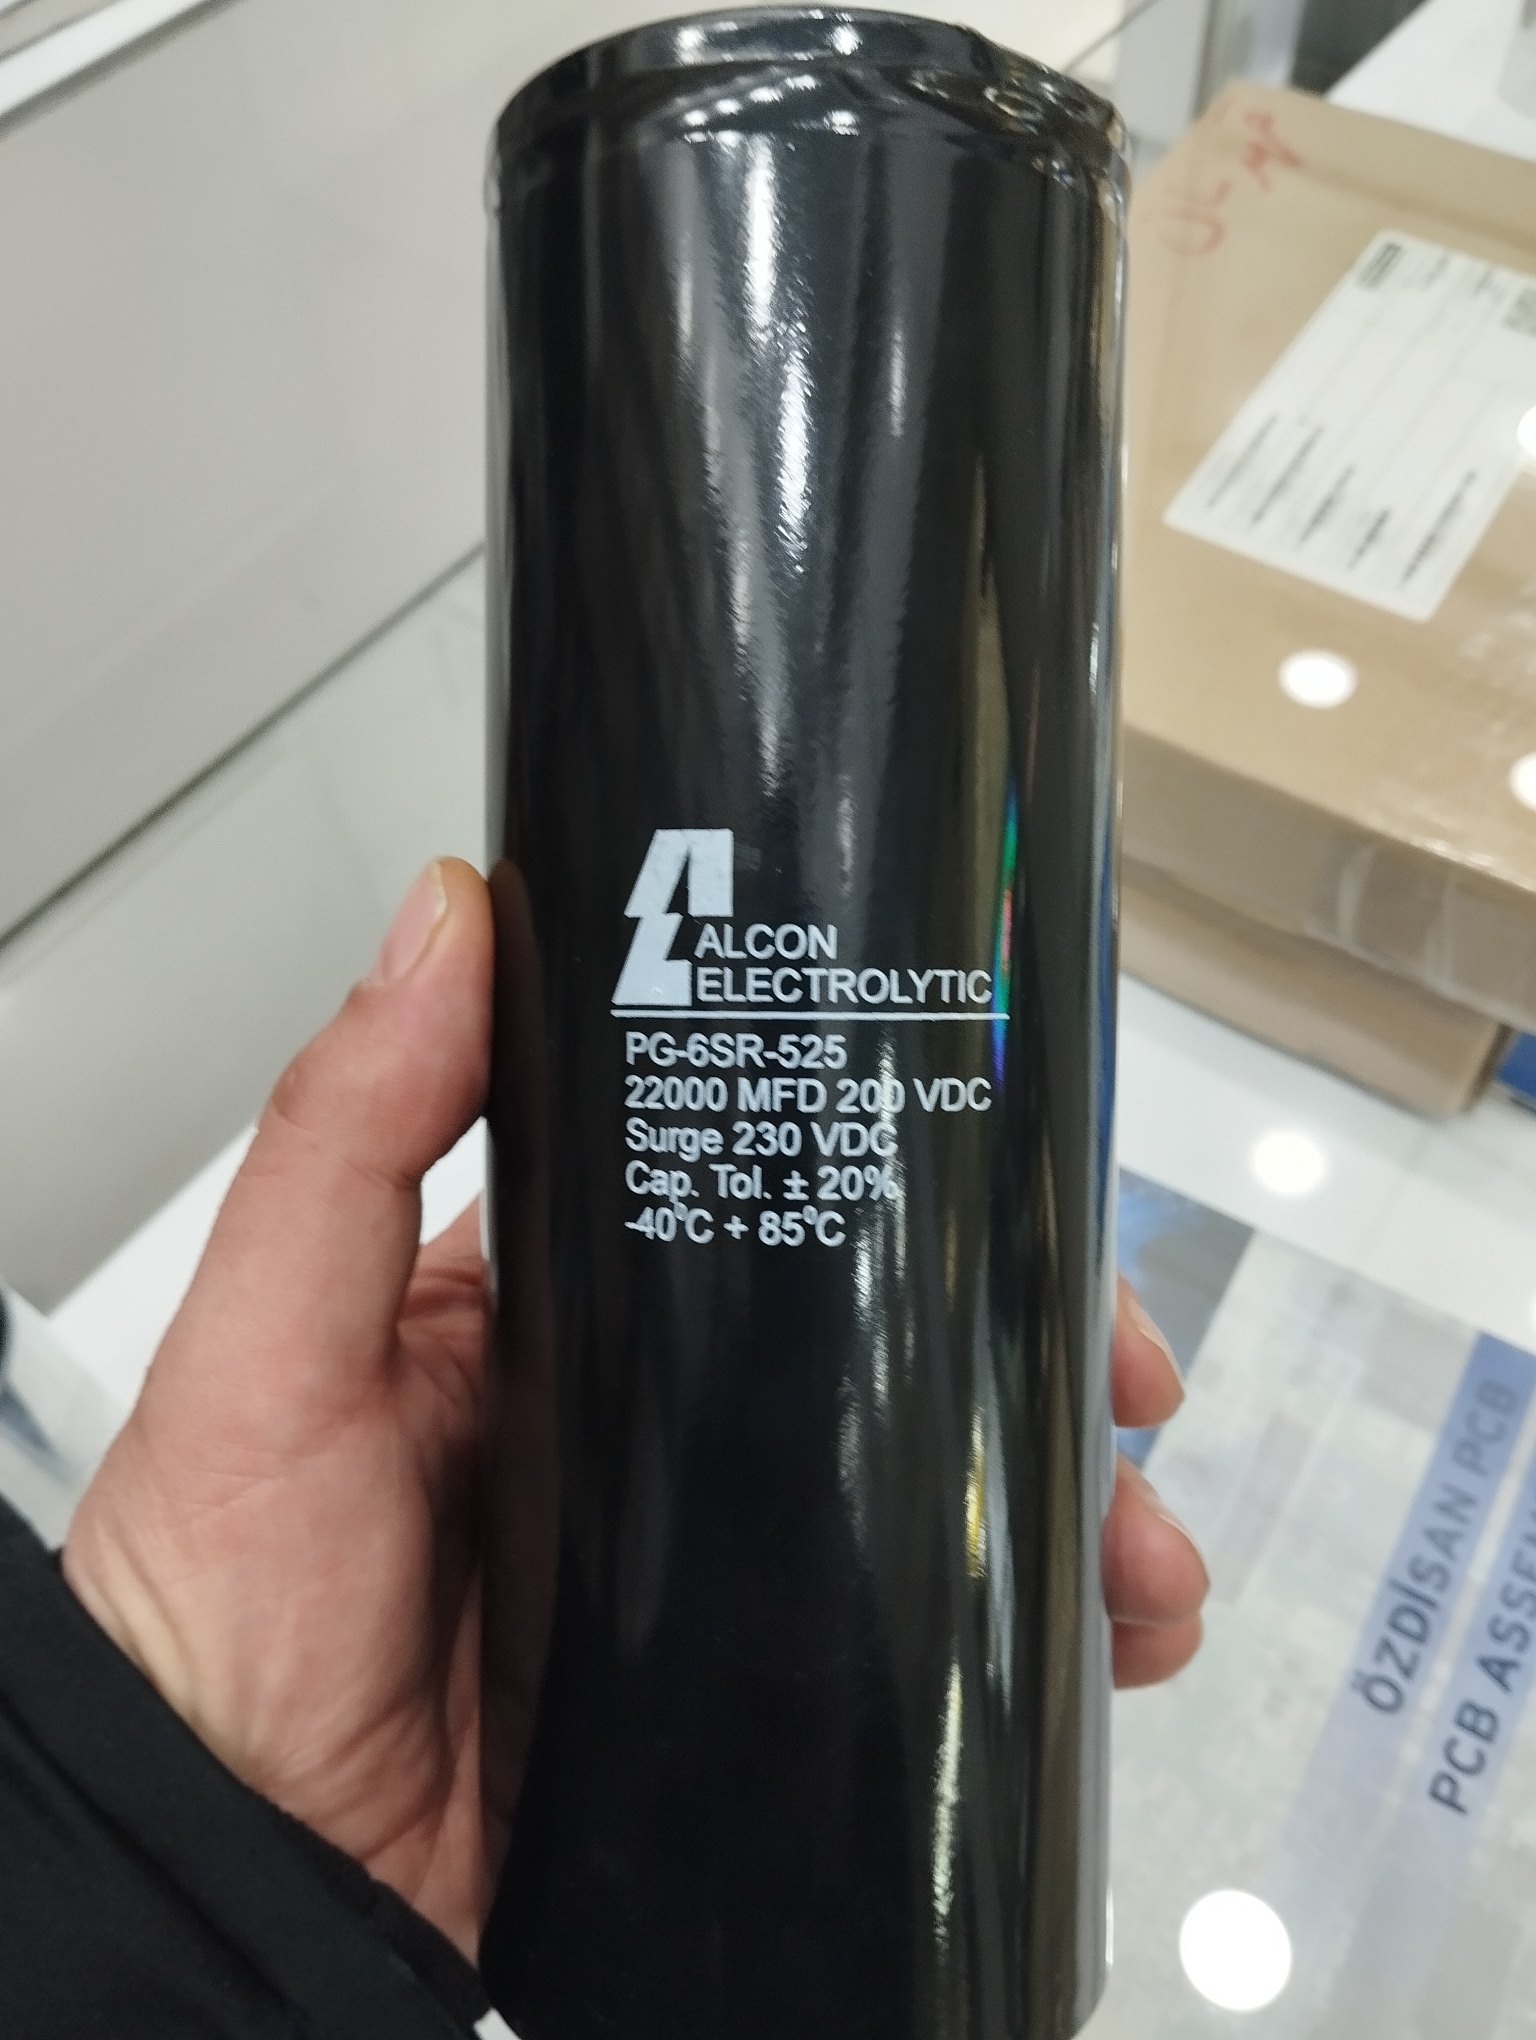 ALCON
ELECTROLYTIC
PG-6SR-525
22000 MFD 200 VDC
Surge 230 VDC
Cap. Tol. ± 20%
-40°C + 85°C
ÖZDİSAN PCB
PCB